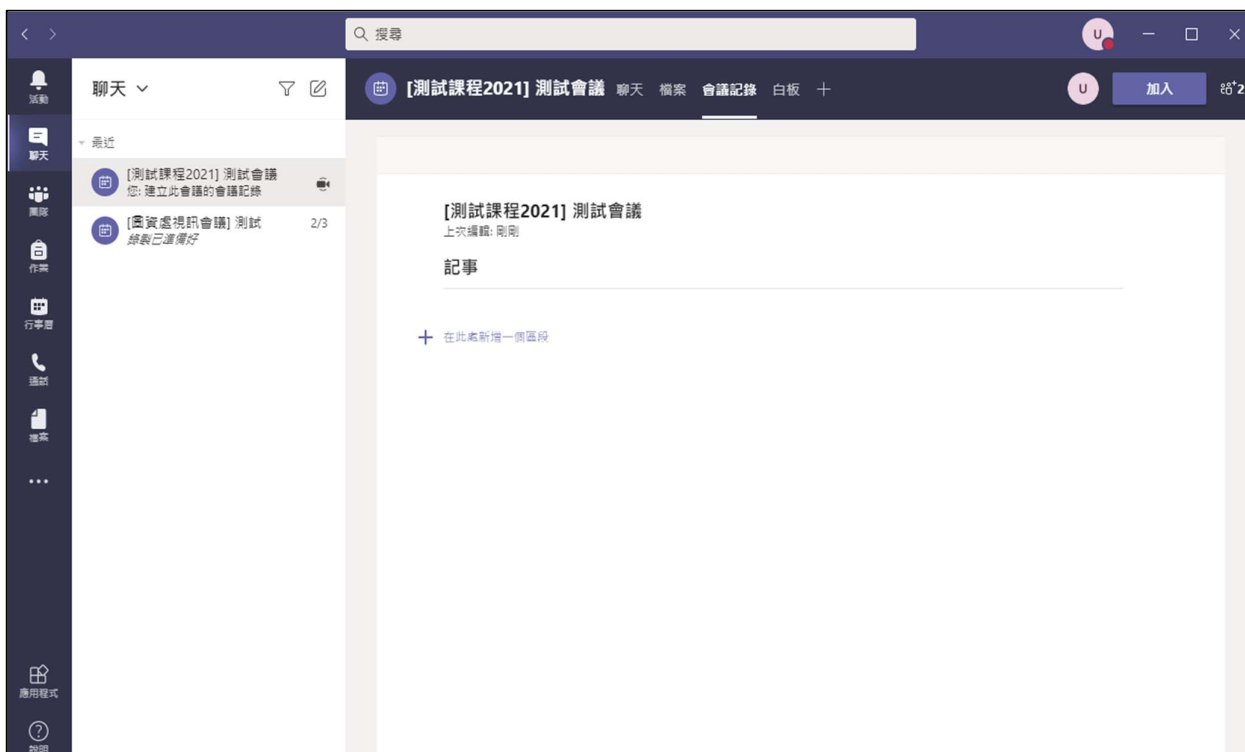 搜尋
U
活動
聊天
團隊
作業
行事曆
通話
檔案
應用程式
說明
聊天
最近
[測試課程2021] 測試會議
您: 建立此會議的會議記錄
[圖資處視訊會議] 測試
2/3
錄製已準備好
[測試課程2021] 測試會議 聊天 檔案 會議記錄 白板
U
加入
2
[測試課程2021] 測試會議
上次編輯: 剛剛
記事
在此處新增一個區段